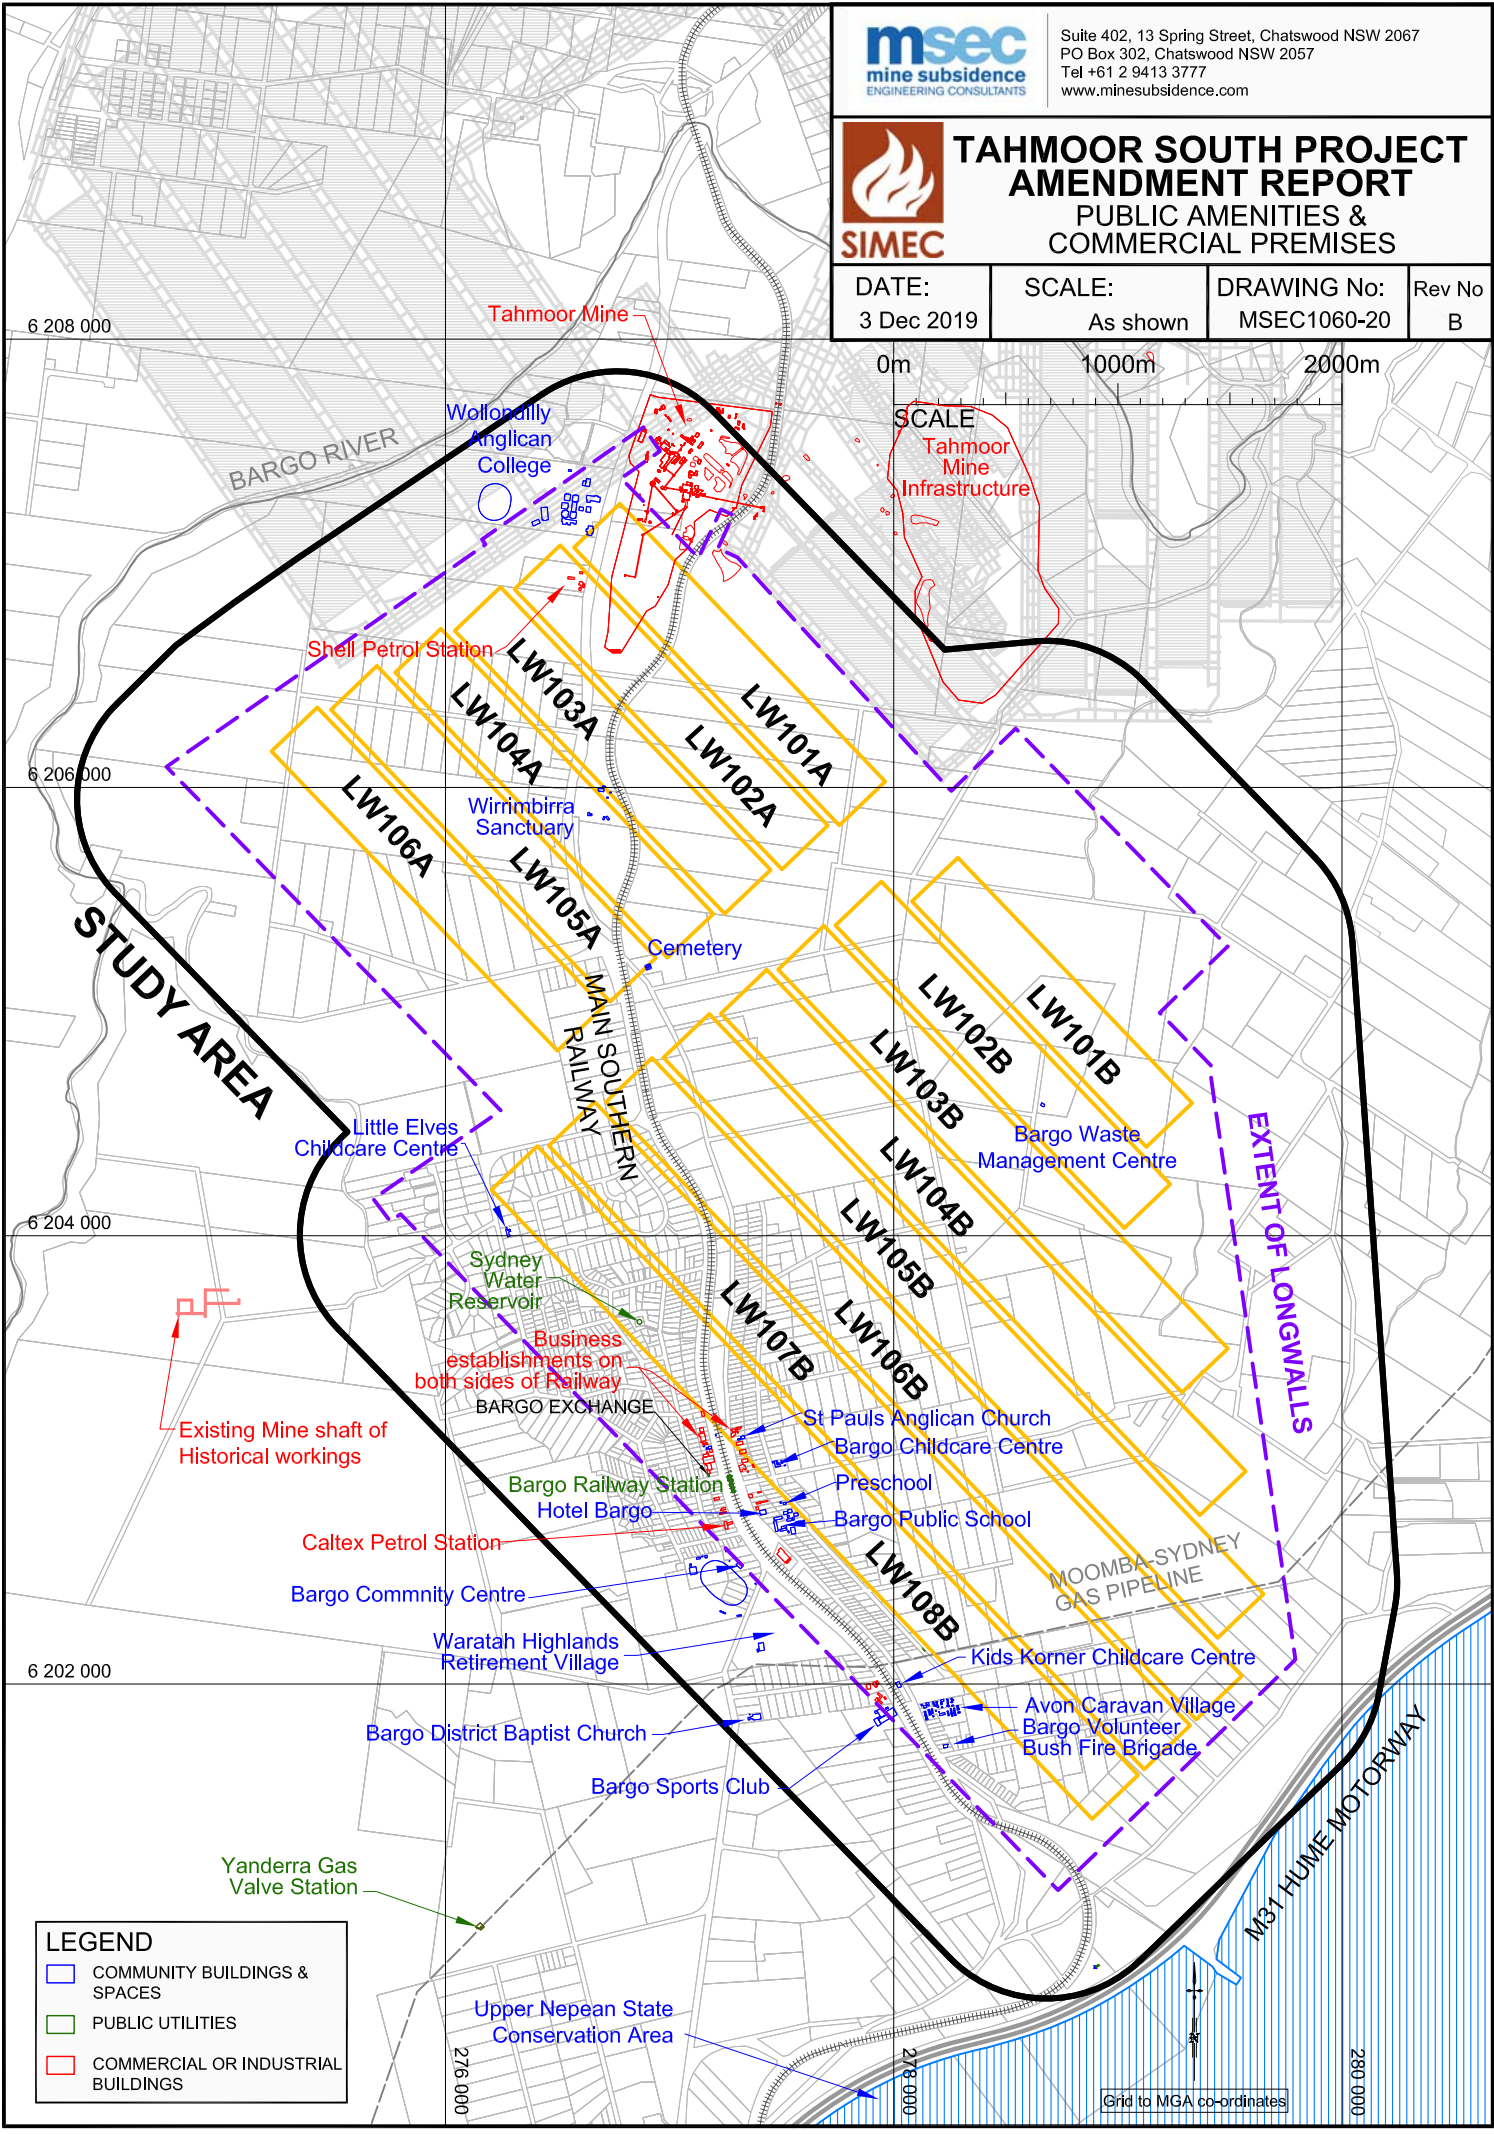 msec
mine subsidence
ENGINEERING CONSULTANTS
Suite 402, 13 Spring Street, Chatswood NSW 2067
PO Box 302, Chatswood NSW 2057
Tel +61 2 9413 3777
www.minesubsidence.com
SIMEC
TAHMOOR SOUTH PROJECT
AMENDMENT REPORT
PUBLIC AMENITIES &
COMMERCIAL PREMISES
DATE:
3 Dec 2019
SCALE:
As shown
DRAWING No:
MSEC1060-20
Rev No
B
0m
1000m
2000m
SCALE
6 208 000
Tahmoor Mine
Wollondilly
Anglican
College
BARGO RIVER
Tahmoor
Mine
Infrastructure
Shell Petrol Station
LW103A
LW101A
LW104A
LW102A
6 206 000
LW106A
Wirrimbirra
Sanctuary
LW105A
STUDY AREA
Cemetery
MAIN SOUTHERN
RAILWAY
LW102B
LW101B
LW103B
Little Elves
Childcare Centre
Bargo Waste
Management Centre
EXTENT OF LONGWALLS
LW104B
6 204 000
LW105B
Sydney
Water
Reservoir
LW107B
LW106B
Business
establishments on
both sides of Railway
BARGO EXCHANGE
Existing Mine shaft of
Historical workings
St Pauls Anglican Church
Bargo Childcare Centre
Bargo Railway Station
Preschool
Hotel Bargo
Bargo Public School
Caltex Petrol Station
LW108B
MOOMBA-SYDNEY
GAS PIPELINE
Bargo Commnity Centre
Waratah Highlands
Retirement Village
Kids Korner Childcare Centre
6 202 000
Avon Caravan Village
Bargo Volunteer
Bush Fire Brigade
Bargo District Baptist Church
Bargo Sports Club
M31 HUME MOTORWAY
Yanderra Gas
Valve Station
LEGEND
COMMUNITY BUILDINGS &
SPACES
PUBLIC UTILITIES
COMMERCIAL OR INDUSTRIAL
BUILDINGS
Upper Nepean State
Conservation Area
276 000
278 000
280 000
N
Grid to MGA co-ordinates